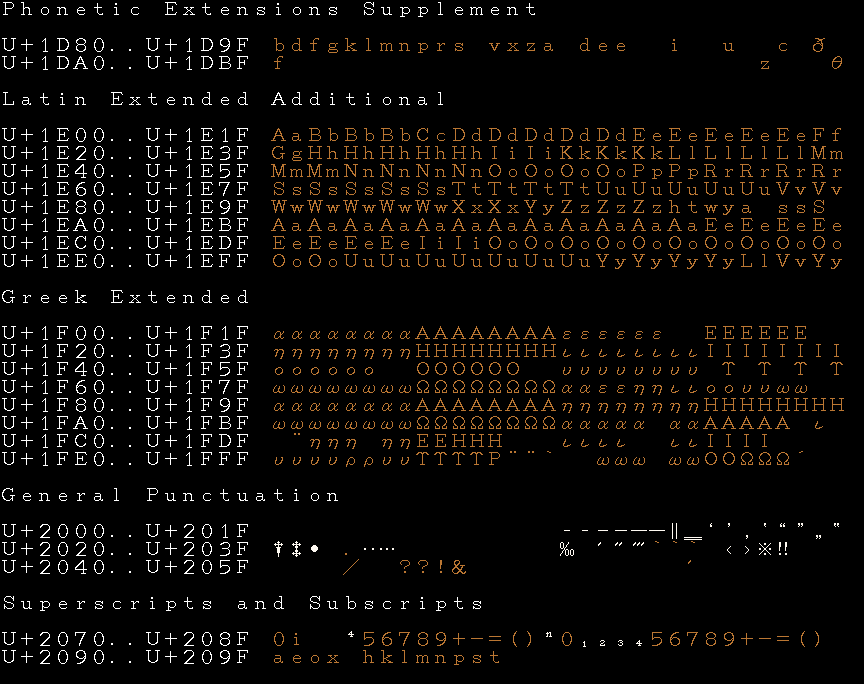 Phonetic Extensions Supplement
U+1D80..U+1D9F bdfgklmnprs vxza dee i u c ð
U+1DA0..U+1DBF f z θ
Latin Extended Additional
U+1E00..U+1E1F AaBbBbBbCcDdDdDdDdDdEeEeEeEeEeFf
U+1E20..U+1E3F GgHhHhHhHhHhIiIiKkKkKkLlLlLlLlMm
U+1E40..U+1E5F MmMmNnNnNnNnOoOoOoOoPpPpRrRrRrRr
U+1E60..U+1E7F SsSsSsSsSsTtTtTtTtUuUuUuUuUuVvVv
U+1E80..U+1E9F WwWwWwWwWwXxXxYyZzZzZzhtwya ssS
U+1EA0..U+1EBF AaAaAaAaAaAaAaAaAaAaAaAaEeEeEeEe
U+1EC0..U+1EDF EeEeEeEeIiIiOoOoOoOoOoOoOoOoOoOo
U+1EE0..U+1EFF OoOoUuUuUuUuUuUuUuYyYyYyYyLlVvYy
Greek Extended
U+1F00..U+1F1F ααααααααΑΑΑΑΑΑΑΑεεεεεε ΕΕΕΕΕΕ
U+1F20..U+1F3F ηηηηηηηηΗΗΗΗΗΗΗΗιιιιιιιιΙΙΙΙΙΙΙΙ
U+1F40..U+1F5F οοοοοο ΟΟΟΟΟΟ υυυυυυυυ Τ Τ Τ Τ
U+1F60..U+1F7F ωωωωωωωωΩΩΩΩΩΩΩΩααεεηηιιοουυωω
U+1F80..U+1F9F ααααααααΑΑΑΑΑΑΑΑηηηηηηηηΗΗΗΗΗΗΗΗ
U+1FA0..U+1FBF ωωωωωωωωΩΩΩΩΩΩΩΩααααα ααΑΑΑΑΑ ι
U+1FC0..U+1FDF ¨ηηη ηηΕΕΗΗΗ ιιιι ιιΙΙΙΙ
U+1FE0..U+1FFF υυυυρρυυΤΤΤΤΡ¨¨` ωωω ωωΟΟΩΩΩ´
General Punctuation
U+2000..U+201F ‐‑‒–—―‖‗‘’‚‛“”„‟
U+2020..U+203F †‡• ․‥… ‰ ′″‴‵‶‷ ‹›※‼
U+2040..U+205F ⁄ ??!& ′
Superscripts and Subscripts
U+2070..U+208F 0i ⁴56789+−=()ⁿ0₁₂₃₄56789+−=()
U+2090..U+209F aeox hklmnpst